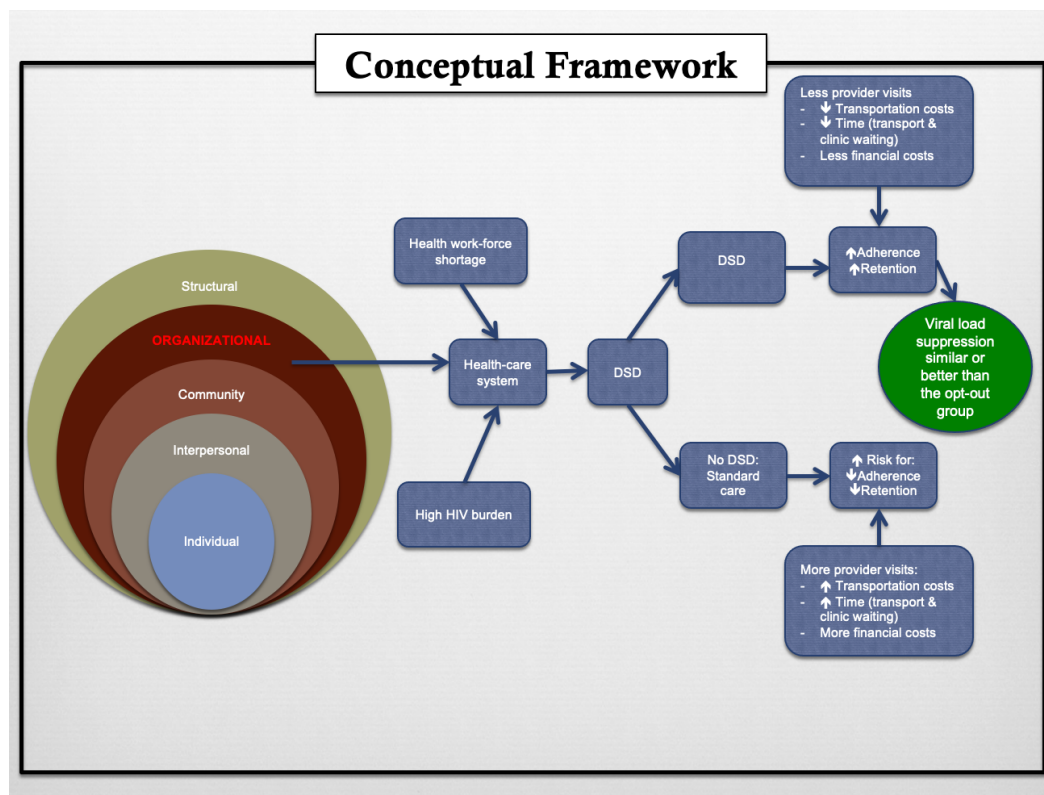 Conceptual Framework
Less provider visits
- ↓ Transportation costs
- ↓ Time (transport &
clinic waiting)
- Less financial costs
Health work-force
shortage
DSD
↑Adherence
↑Retention
Structural
ORGANIZATIONAL
Community
Interpersonal
Individual
Health-care
system
DSD
Viral load
suppression
similar or
better than
the opt-out
group
High HIV burden
No DSD:
Standard
care
↑ Risk for:
↓Adherence
↓Retention
More provider visits:
- ↑ Transportation costs
- ↑ Time (transport &
clinic waiting)
- More financial costs